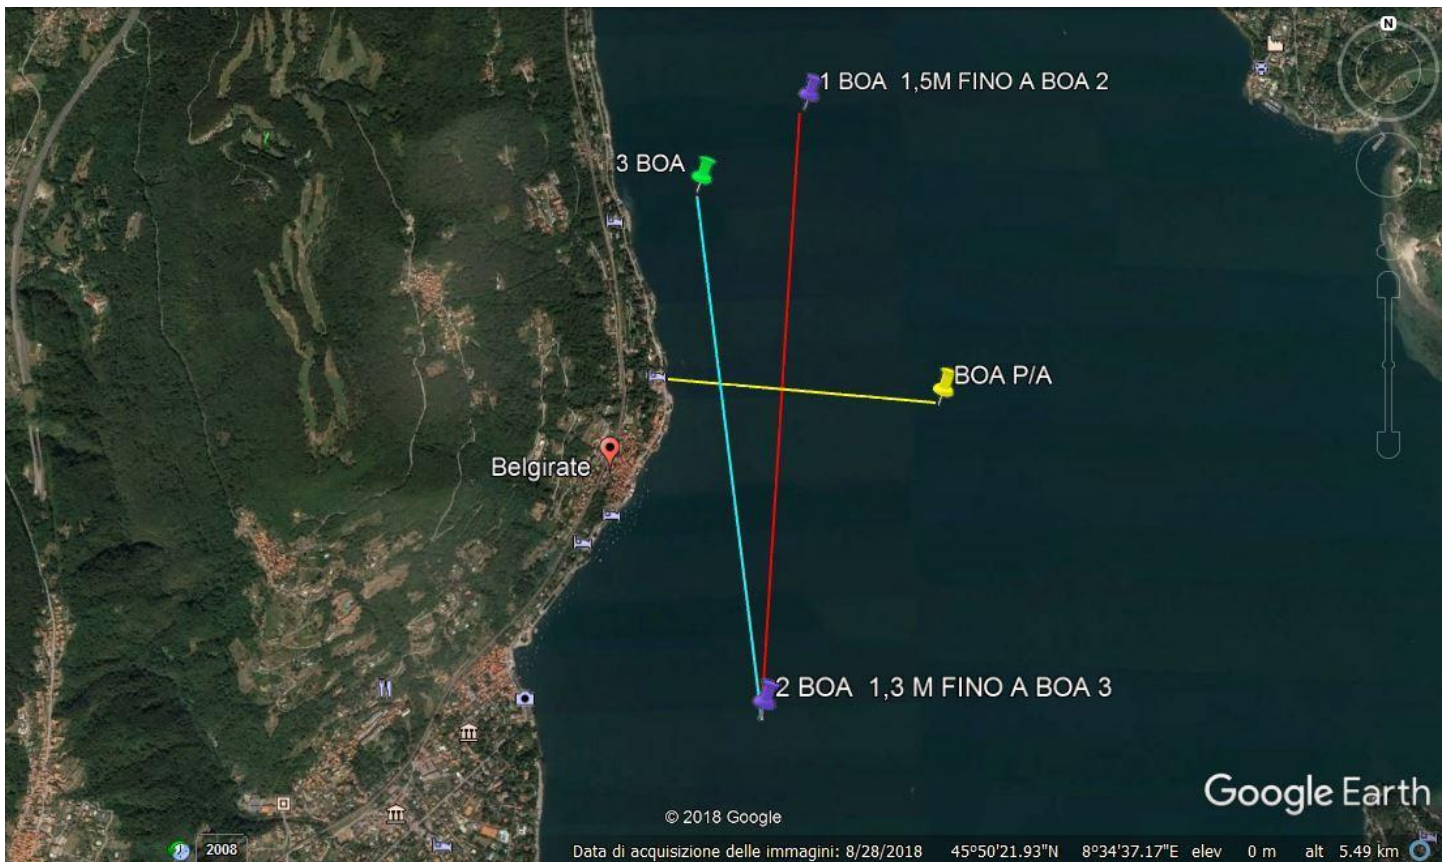 N
1 BOA  1,5M FINO A BOA 2
3 BOA
BOA P/A
Belgirate
2 BOA  1,3 M FINO A BOA 3
Google Earth
© 2018 Google
2008
Data di acquisizione delle immagini: 8/28/2018  45°50'21.93"N  8°34'37.17"E  elev  0 m  alt  5.49 km